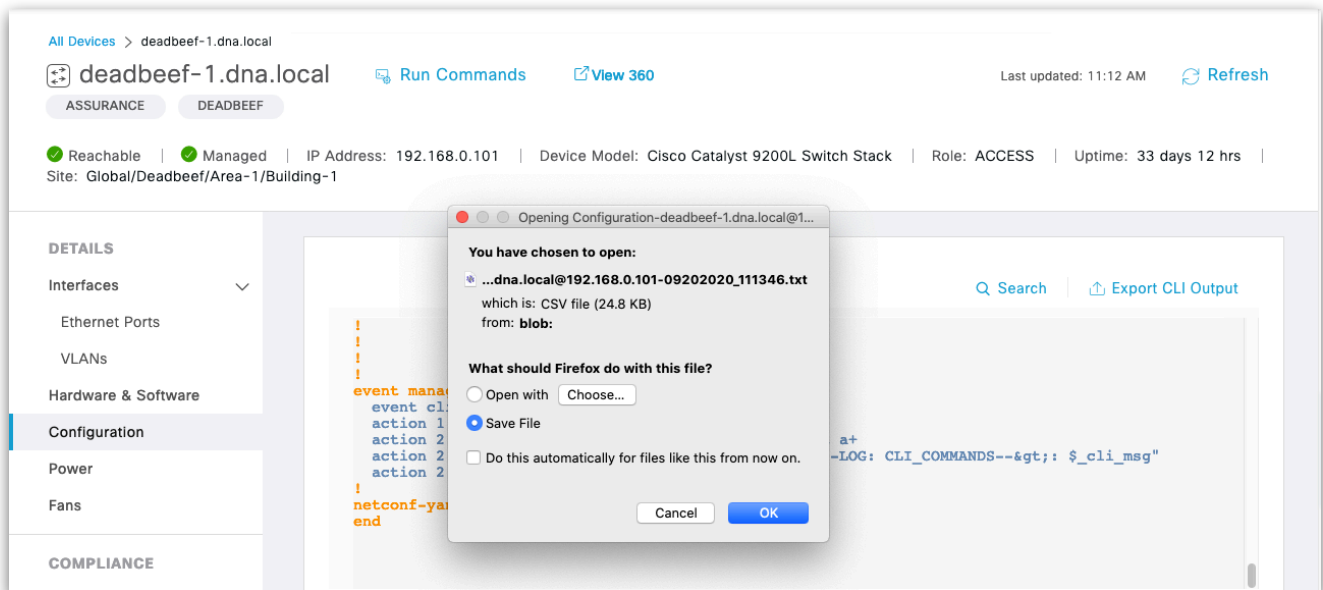 All Devices > deadbeef-1.dna.local
deadbeef-1.dna.local Run Commands View 360 Last updated: 11:12 AM Refresh
ASSURANCE DEADBEEF
Reachable | Managed | IP Address: 192.168.0.101 | Device Model: Cisco Catalyst 9200L Switch Stack | Role: ACCESS | Uptime: 33 days 12 hrs |
Site: Global/Deadbeef/Area-1/Building-1
DETAILS
Interfaces
Ethernet Ports
VLANs
Hardware & Software
Configuration
Power
Fans
COMPLIANCE
Search | Export CLI Output
!
!
!
!
event
event
action 1
action 2 a+
action 2 -LOG: CLI_COMMANDS--&gt;: $_cli_msg"
action 2
!
end
Opening Configuration-deadbeef-1.dna.local@1...
You have chosen to open:
...dna.local@192.168.0.101-09202020_111346.txt
which is: CSV file (24.8 KB)
from: blob:
What should Firefox do with this file?
Open with Choose...
Save File
Do this automatically for files like this from now on.
Cancel OK